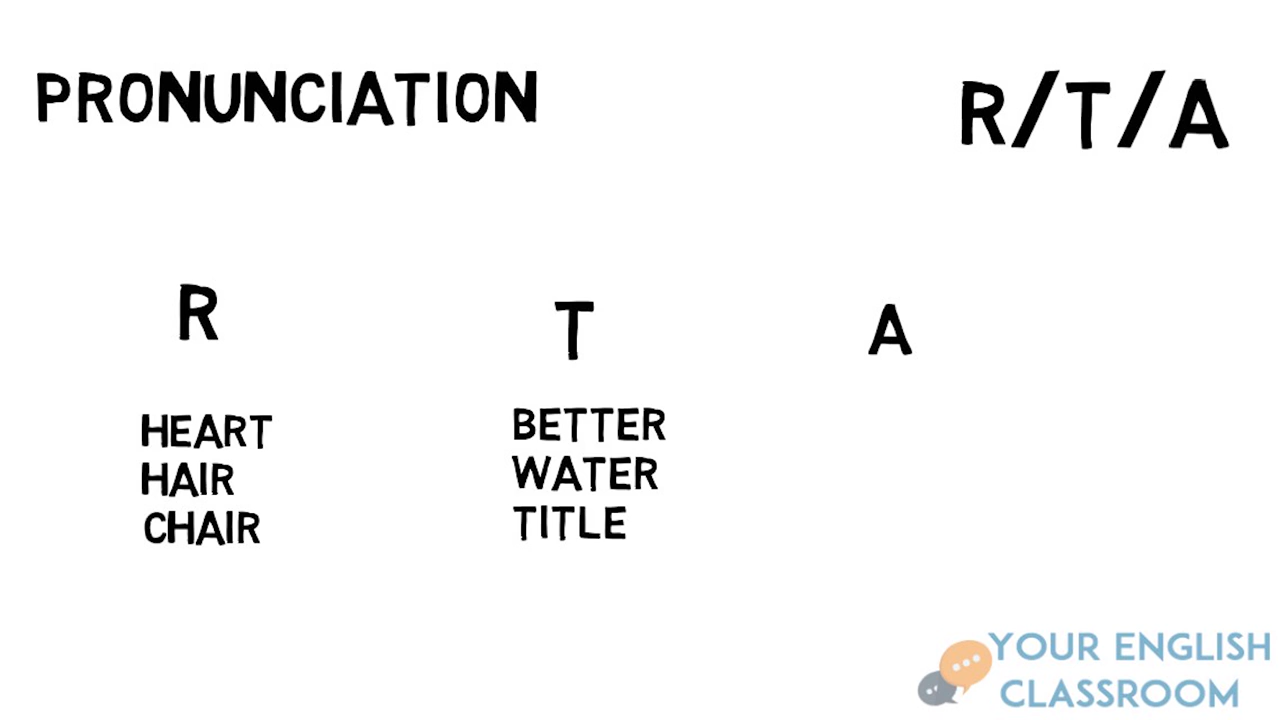 PRONUNCIATION
R/T/A
R
T
A
HEART
HAIR
CHAIR
BETTER
WATER
TITLE
YOUR ENGLISH
CLASSROOM